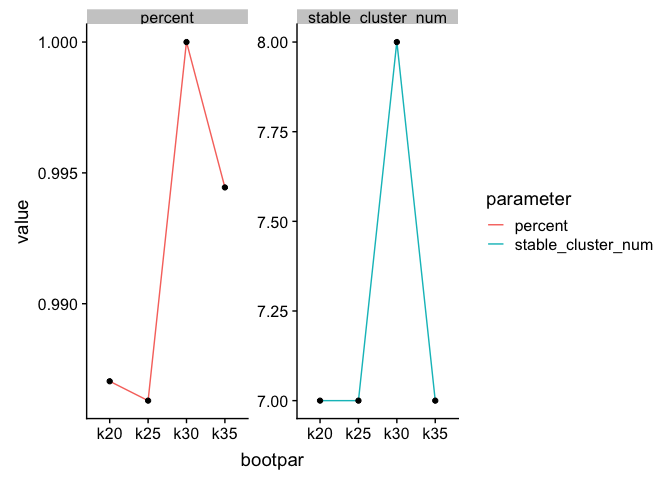 percent
stable_cluster_num
1.000
0.995
0.990
8.00
7.75
7.50
7.25
7.00
value
k20 k25 k30 k35
k20 k25 k30 k35
bootpar
parameter
percent
stable_cluster_num